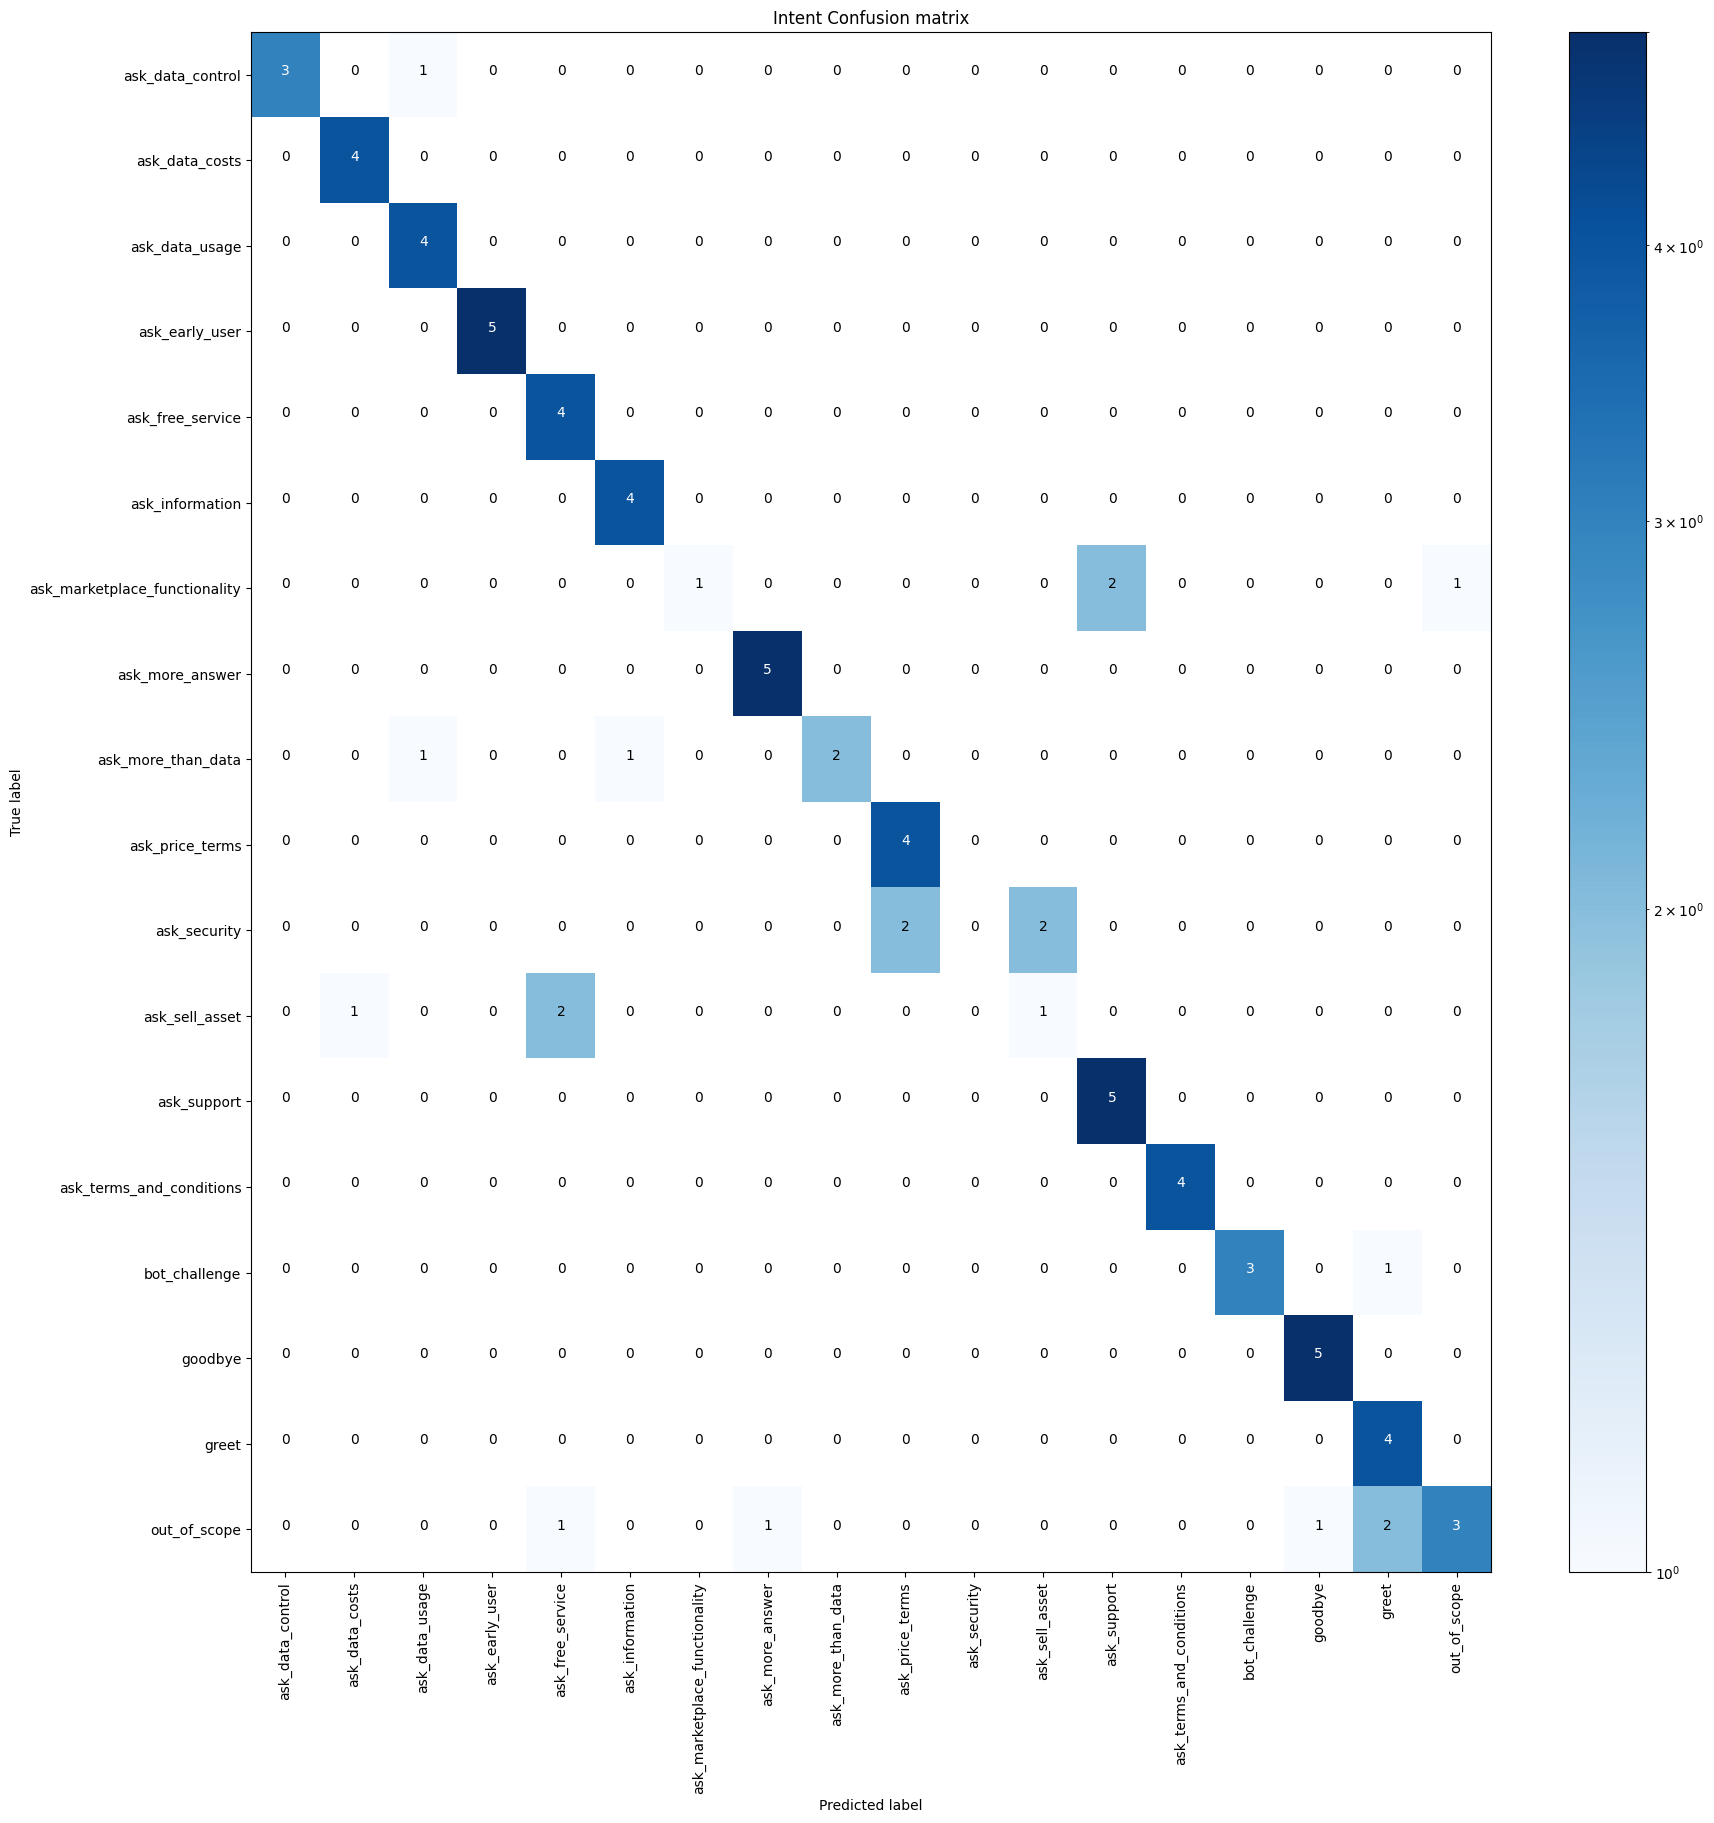 Intent Confusion matrix
True label
ask_data_control 3 0 1 0 0 0 0 0 0 0 0 0 0 0 0 0 0 0
ask_data_costs 0 4 0 0 0 0 0 0 0 0 0 0 0 0 0 0 0 0
ask_data_usage 0 0 4 0 0 0 0 0 0 0 0 0 0 0 0 0 0 0
ask_early_user 0 0 0 5 0 0 0 0 0 0 0 0 0 0 0 0 0 0
ask_free_service 0 0 0 0 4 0 0 0 0 0 0 0 0 0 0 0 0 0
ask_information 0 0 0 0 0 4 0 0 0 0 0 0 0 0 0 0 0 0
ask_marketplace_functionality 0 0 0 0 0 0 1 0 0 0 0 0 2 0 0 0 0 1
ask_more_answer 0 0 0 0 0 0 0 5 0 0 0 0 0 0 0 0 0 0
ask_more_than_data 0 0 1 0 0 1 0 0 2 0 0 0 0 0 0 0 0 0
ask_price_terms 0 0 0 0 0 0 0 0 0 4 0 0 0 0 0 0 0 0
ask_security 0 0 0 0 0 0 0 0 0 2 0 2 0 0 0 0 0 0
ask_sell_asset 0 1 0 0 2 0 0 0 0 0 0 1 0 0 0 0 0 0
ask_support 0 0 0 0 0 0 0 0 0 0 0 0 5 0 0 0 0 0
ask_terms_and_conditions 0 0 0 0 0 0 0 0 0 0 0 0 0 4 0 0 0 0
bot_challenge 0 0 0 0 0 0 0 0 0 0 0 0 0 0 3 0 1 0
goodbye 0 0 0 0 0 0 0 0 0 0 0 0 0 0 0 5 0 0
greet 0 0 0 0 0 0 0 0 0 0 0 0 0 0 0 0 4 0
out_of_scope 0 0 0 0 1 0 0 1 0 0 0 0 0 0 0 1 2 3
ask_data_control
ask_data_costs
ask_data_usage
ask_early_user
ask_free_service
ask_information
ask_marketplace_functionality
ask_more_answer
ask_more_than_data
ask_price_terms
ask_security
ask_sell_asset
ask_support
ask_terms_and_conditions
bot_challenge
goodbye
greet
out_of_scope
Predicted label
4 × 10⁰
3 × 10⁰
2 × 10⁰
10⁰